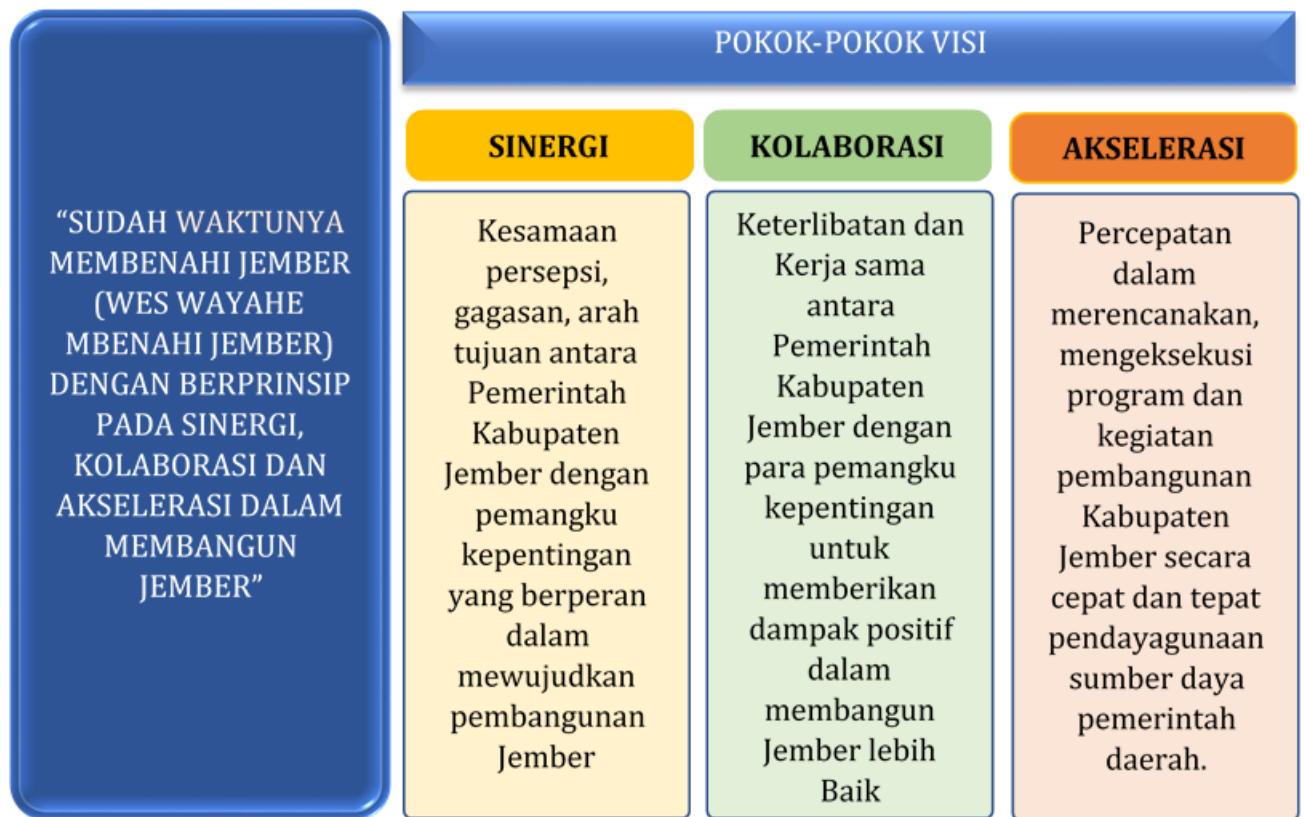 “SUDAH WAKTUNYA
MEMBENAHI JEMBER
(WES WAYAHE
MBENAHI JEMBER)
DENGAN BERPRINSIP
PADA SINERGI,
KOLABORASI DAN
AKSELERASI DALAM
MEMBANGUN
JEMBER”
POKOK-POKOK VISI
SINERGI
Kesamaan
persepsi,
gagasan, arah
tujuan antara
Pemerintah
Kabupaten
Jember dengan
pemangku
kepentingan
yang berperan
dalam
mewujudkan
pembangunan
Jember
KOLABORASI
Keterlibatan dan
Kerja sama
antara
Pemerintah
Kabupaten
Jember dengan
para pemangku
kepentingan
untuk
memberikan
dampak positif
dalam
membangun
Jember lebih
Baik
AKSELERASI
Percepatan
dalam
merencanakan,
mengeksekusi
program dan
kegiatan
pembangunan
Kabupaten
Jember secara
cepat dan tepat
pendayagunaan
sumber daya
pemerintah
daerah.